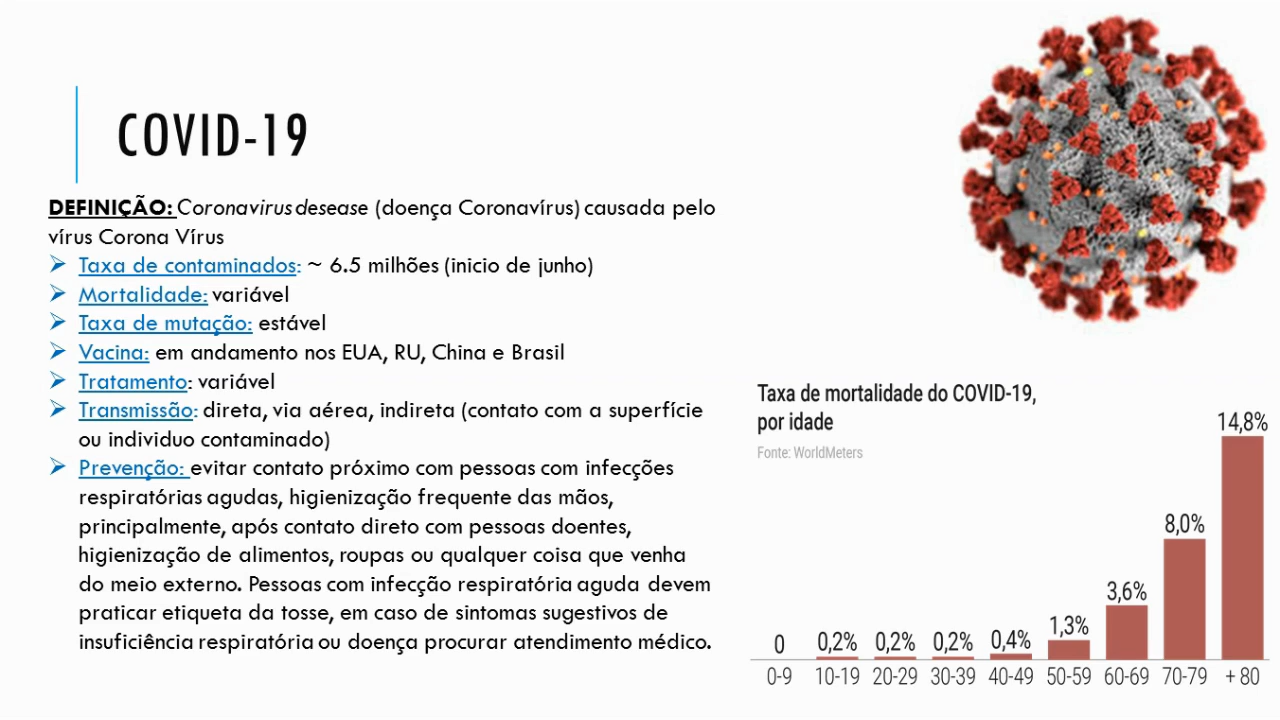 COVID-19
DEFINIÇÃO: Coronavirus desease (doença Coronavírus) causada pelo
vírus Corona Vírus
Taxa de contaminados: ~ 6.5 milhões (inicio de junho)
Mortalidade: variável
Taxa de mutação: estável
Vacina: em andamento nos EUA, RU, China e Brasil
Tratamento: variável
Transmissão: direta, via aérea, indireta (contato com a superfície
ou individuo contaminado)
Prevenção: evitar contato próximo com pessoas com infecções
respiratórias agudas, higienização frequente das mãos,
principalmente, após contato direto com pessoas doentes,
higienização de alimentos, roupas ou qualquer coisa que venha
do meio externo. Pessoas com infecção respiratória aguda devem
praticar etiqueta da tosse, em caso de sintomas sugestivos de
insuficiência respiratória ou doença procurar atendimento médico.
Taxa de mortalidade do COVID-19,
por idade
Fonte: WorldMeters
0 0,2% 0,2% 0,2% 0,4% 1,3% 3,6% 8,0% 14,8%
0-9 10-19 20-29 30-39 40-49 50-59 60-69 70-79 + 80